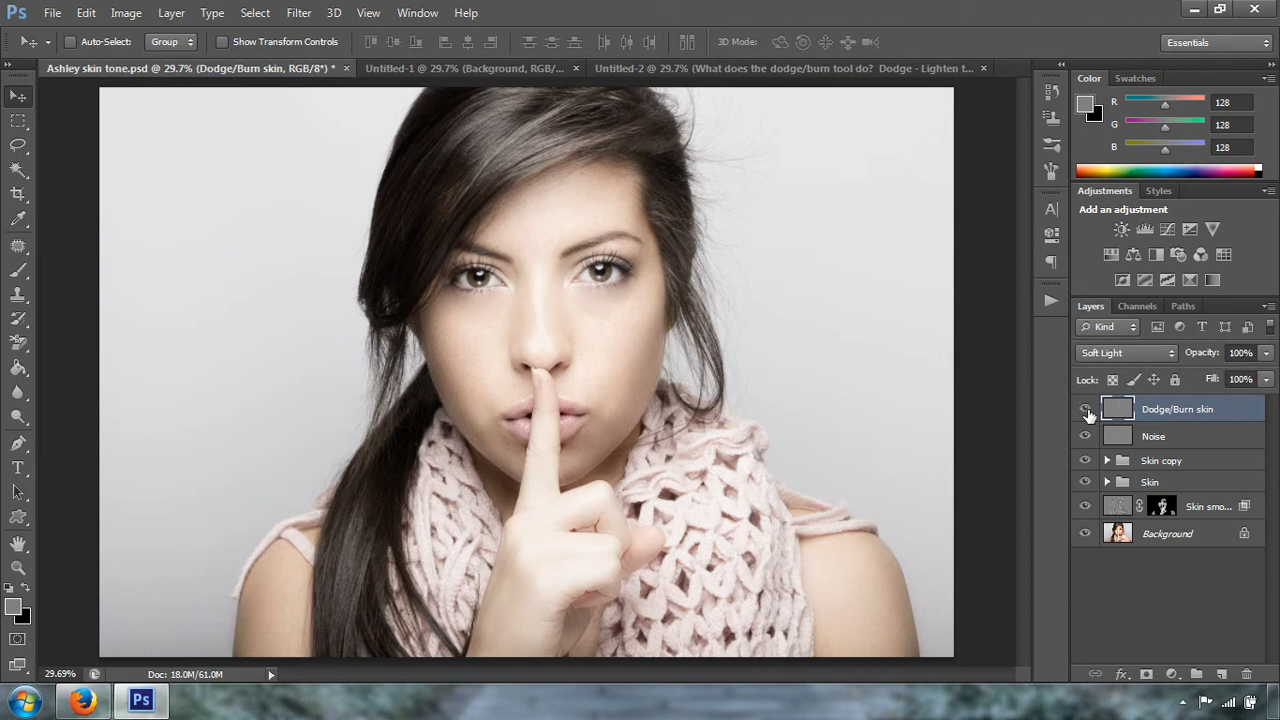 Ps File Edit Image Layer Type Select Filter 3D View Window Help
Auto-Select: Group Show Transform Controls 3D Mode: Essentials
Ashley skin tone.psd @ 29.7% (Dodge/Burn skin, RGB/8*) * × Untitled-1 @ 29.7% (Background, RGB/... × Untitled-2 @ 29.7% (What does the dodge/burn tool do? Dodge - Lighten t... ×
Color Swatches
R 128
G 128
B 128
Adjustments Styles
Add an adjustment
Layers Channels Paths
Kind
Soft Light Opacity: 100%
Lock: Fill: 100%
Dodge/Burn skin
Noise
Skin copy
Skin
Skin smo...
Background
29.69% Doc: 18.0M/61.0M
fx
Ps